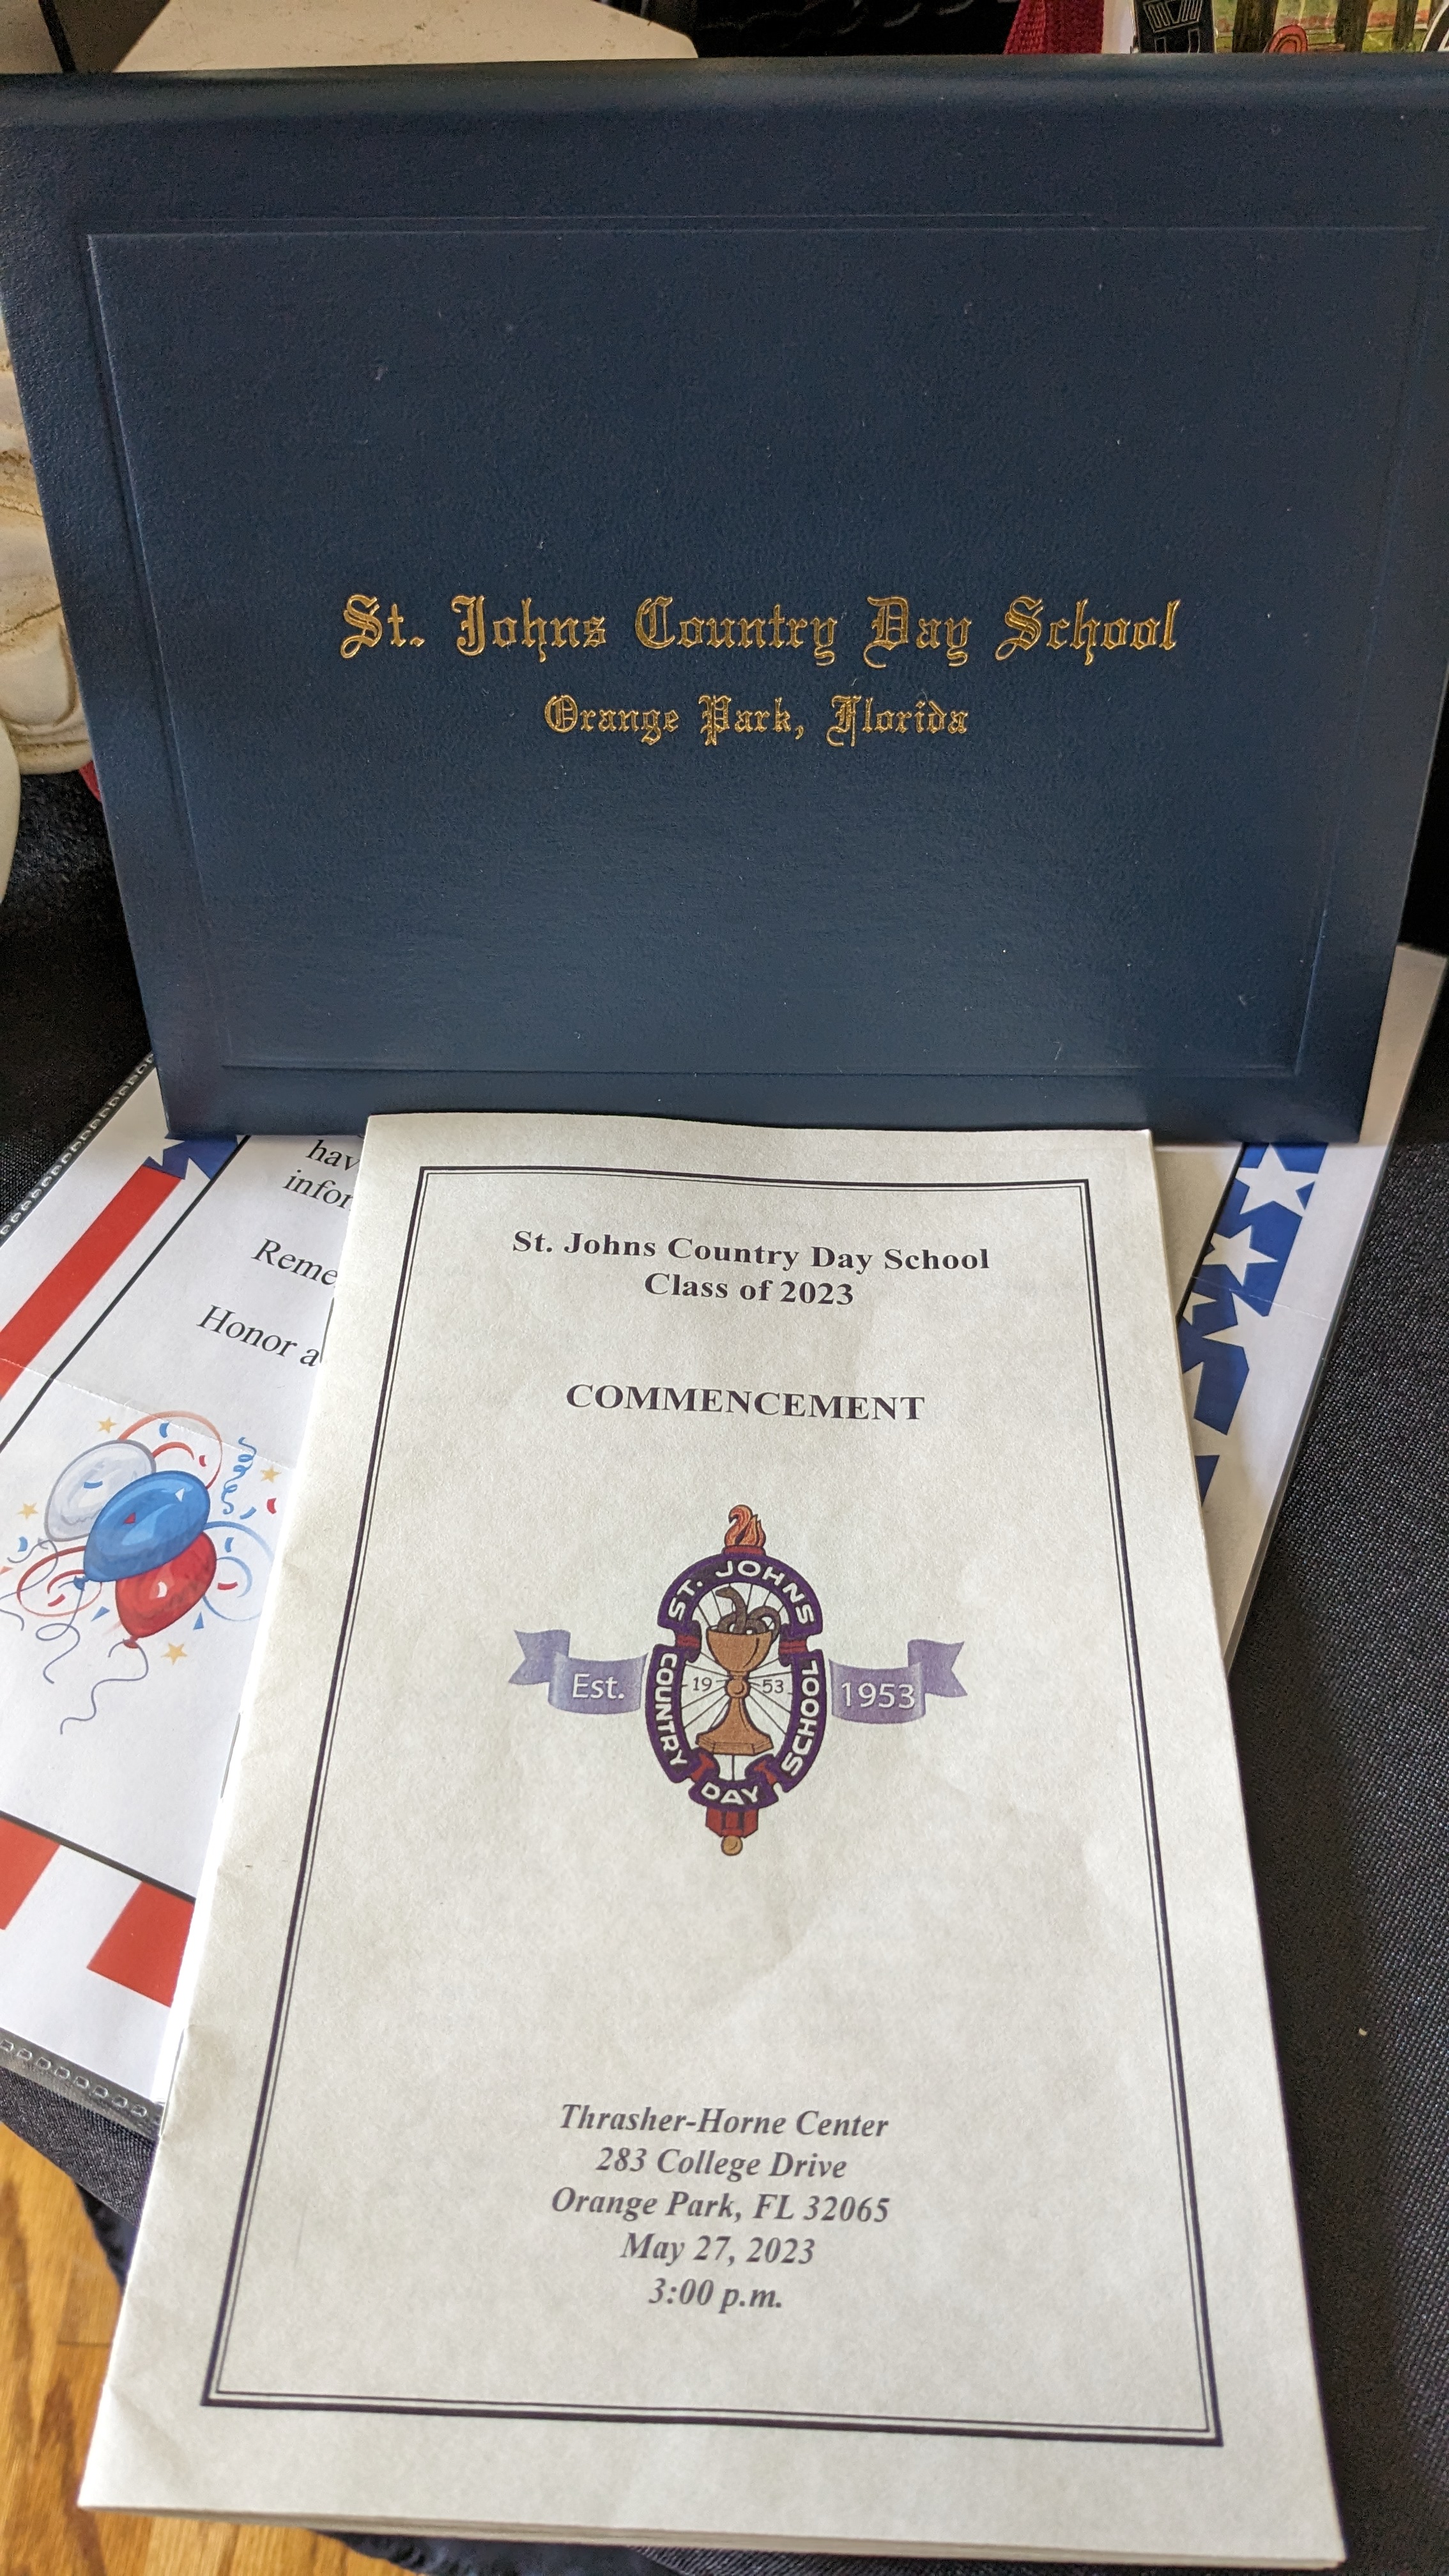 St. Johns Country Day School
Orange Park, Florida
hav
infor
Reme
Honor a
St. Johns Country Day School
Class of 2023
COMMENCEMENT
ST. JOHNS
COUNTRY
DAY
SCHOOL
Est.
19 53
1953
Thrasher-Horne Center
283 College Drive
Orange Park, FL 32065
May 27, 2023
3:00 p.m.